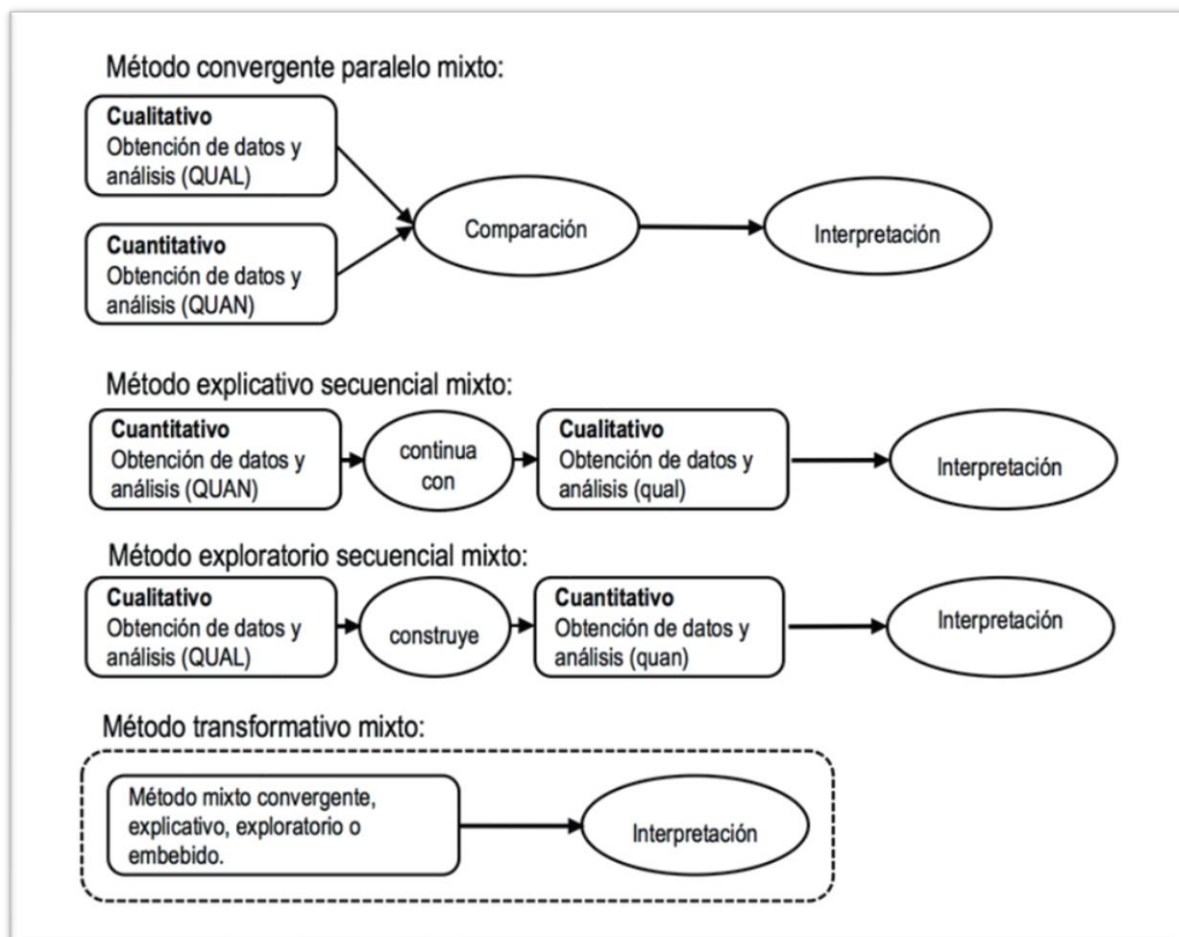 Método convergente paralelo mixto:
Cualitativo
Obtención de datos y
análisis (QUAL)
Cuantitativo
Obtención de datos y
análisis (QUAN)
Comparación
Interpretación
Método explicativo secuencial mixto:
Cuantitativo
Obtención de datos y
análisis (QUAN)
continua
con
Cualitativo
Obtención de datos y
análisis (qual)
Interpretación
Método exploratorio secuencial mixto:
Cualitativo
Obtención de datos y
análisis (QUAL)
construye
Cuantitativo
Obtención de datos y
análisis (quan)
Interpretación
Método transformativo mixto:
Método mixto convergente,
explicativo, exploratorio o
embebido.
Interpretación